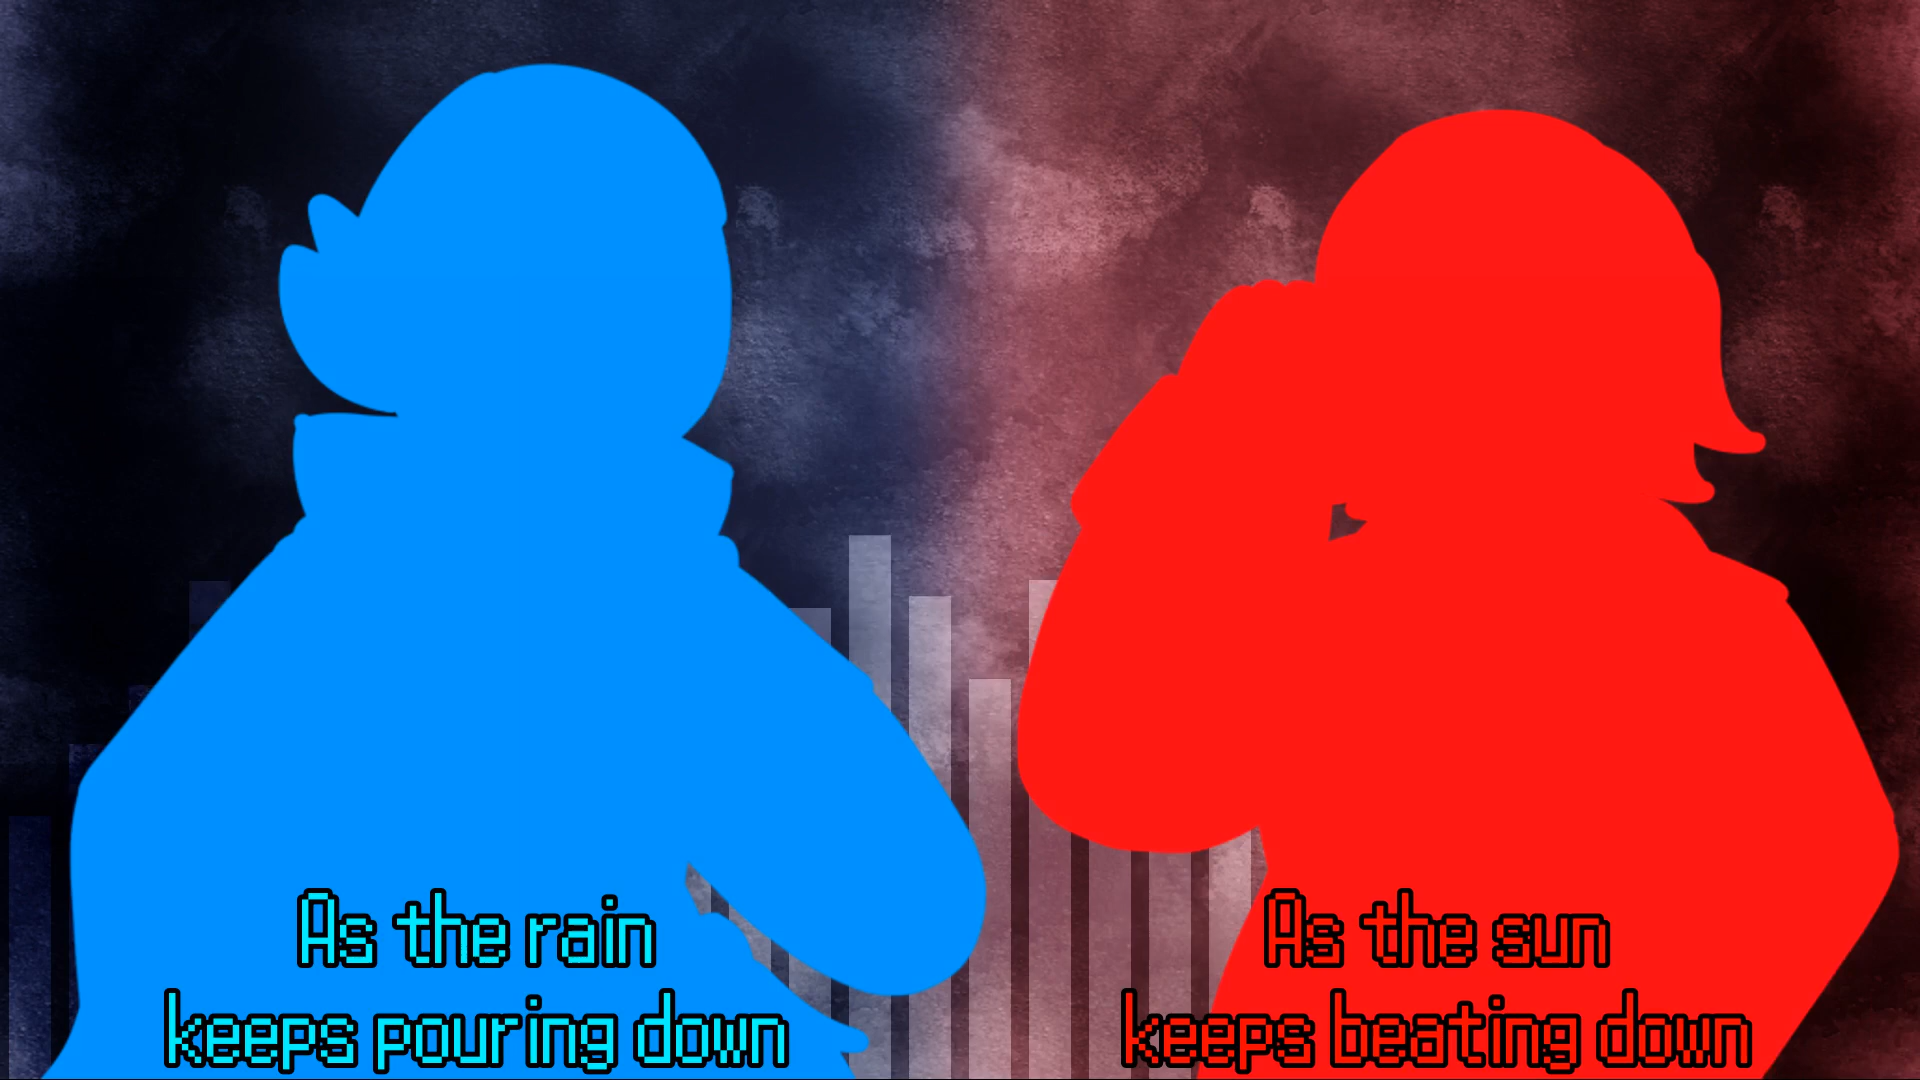 As the rain
keeps pouring down
As the sun
keeps beating down